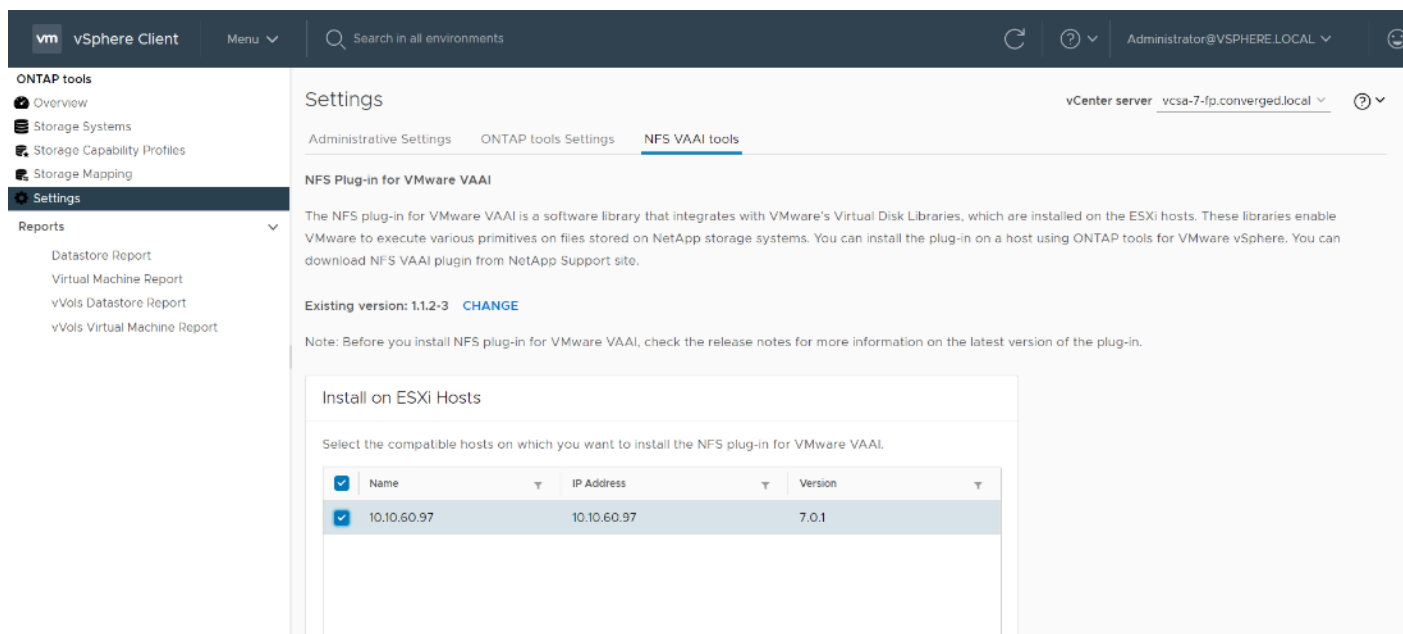 vm vSphere Client Menu Search in all environments Administrator@VSPHERE.LOCAL
ONTAP tools
Overview
Storage Systems
Storage Capability Profiles
Storage Mapping
Settings
Reports
Datastore Report
Virtual Machine Report
vVols Datastore Report
vVols Virtual Machine Report
Settings
vCenter server vcsa-7-fp.converged.local
Administrative Settings ONTAP tools Settings NFS VAAI tools
NFS Plug-in for VMware VAAI
The NFS plug-in for VMware VAAI is a software library that integrates with VMware's Virtual Disk Libraries, which are installed on the ESXi hosts. These libraries enable
VMware to execute various primitives on files stored on NetApp storage systems. You can install the plug-in on a host using ONTAP tools for VMware vSphere. You can
download NFS VAAI plugin from NetApp Support site.
Existing version: 1.1.2-3 CHANGE
Note: Before you install NFS plug-in for VMware VAAI, check the release notes for more information on the latest version of the plug-in.
Install on ESXi Hosts
Select the compatible hosts on which you want to install the NFS plug-in for VMware VAAI.
Name IP Address Version
10.10.60.97 10.10.60.97 7.0.1